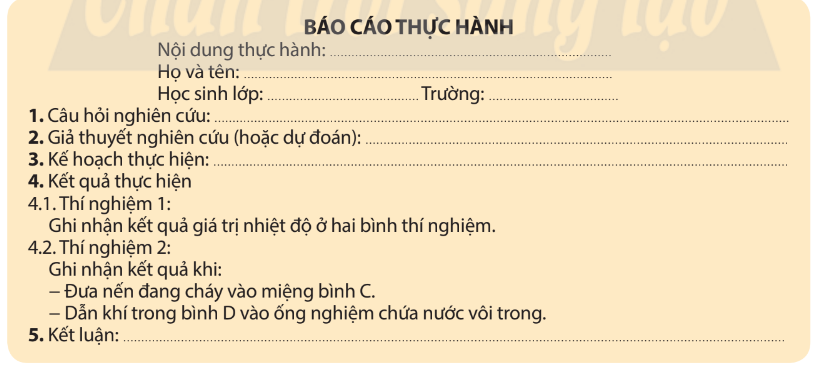 Chân trời sáng tạo
BÁO CÁO THỰC HÀNH
Nội dung thực hành: ........................................
Họ và tên: ........................................
Học sinh lớp: .................... Trường: ....................
1. Câu hỏi nghiên cứu: ........................................
2. Giả thuyết nghiên cứu (hoặc dự đoán): ........................................
3. Kế hoạch thực hiện: ........................................
4. Kết quả thực hiện
4.1. Thí nghiệm 1:
Ghi nhận kết quả giá trị nhiệt độ ở hai bình thí nghiệm.
4.2. Thí nghiệm 2:
Ghi nhận kết quả khi:
– Đưa nến đang cháy vào miệng bình C.
– Dẫn khí trong bình D vào ống nghiệm chứa nước vôi trong.
5. Kết luận: ........................................